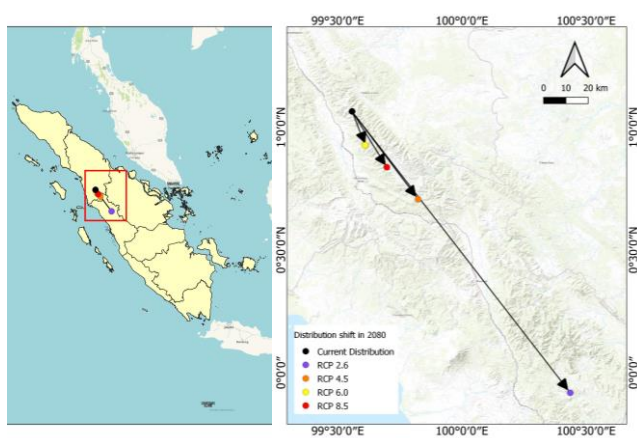 99°30'0"E 100°0'0"E 100°30'0"E
0 10 20 km
1°0'0"N
1°0'0"N
0°30'0"N
0°30'0"N
0°0'0"
0°0'0"
Distribution shift in 2080
Current Distribution
RCP 2.6
RCP 4.5
RCP 6.0
RCP 8.5
99°30'0"E 100°0'0"E 100°30'0"E